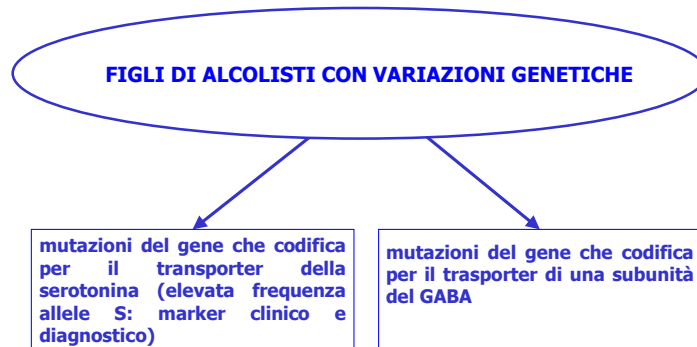 FIGLI DI ALCOLISTI CON VARIAZIONI GENETICHE
mutazioni del gene che codifica
per il transporter della
serotonina (elevata frequenza
allele S: marker clinico e
diagnostico)
mutazioni del gene che codifica
per il trasporter di una subunità
del GABA